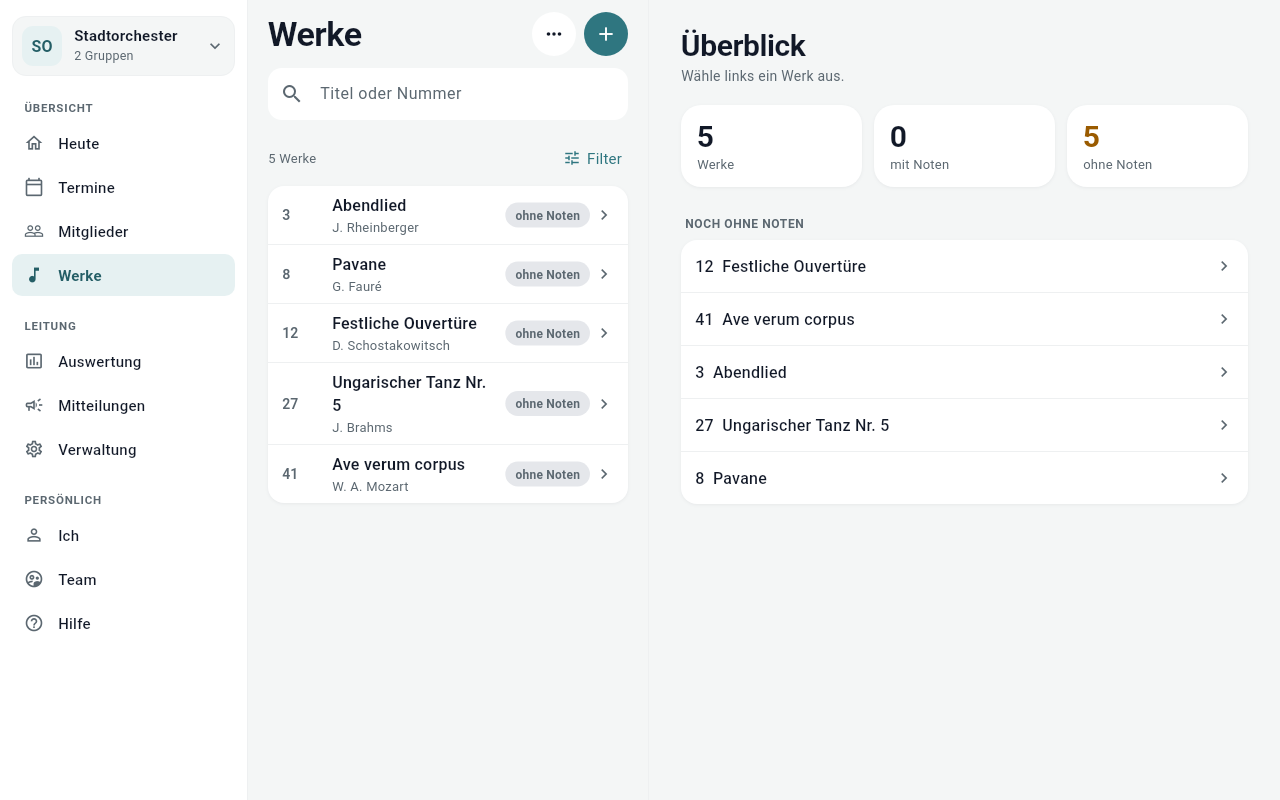 SO
Stadtorchester
2 Gruppen
ÜBERSICHT
Heute
Termine
Mitglieder
Werke
LEITUNG
Auswertung
Mitteilungen
Verwaltung
PERSÖNLICH
Ich
Team
Hilfe
Werke
Titel oder Nummer
5 Werke
Filter
3
Abendlied
J. Rheinberger
ohne Noten
8
Pavane
G. Fauré
ohne Noten
12
Festliche Ouvertüre
D. Schostakowitsch
ohne Noten
27
Ungarischer Tanz Nr.
5
J. Brahms
ohne Noten
41
Ave verum corpus
W. A. Mozart
ohne Noten
Überblick
Wähle links ein Werk aus.
5
Werke
0
mit Noten
5
ohne Noten
NOCH OHNE NOTEN
12 Festliche Ouvertüre
41 Ave verum corpus
3 Abendlied
27 Ungarischer Tanz Nr. 5
8 Pavane